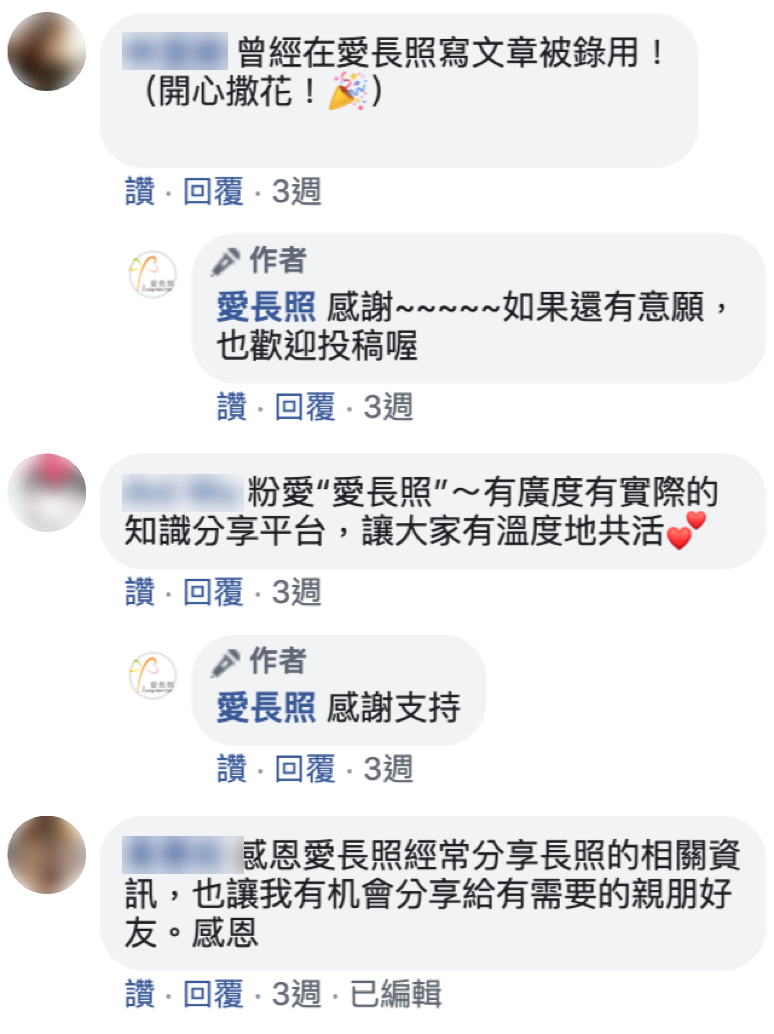 曾經在愛長照寫文章被錄用！
（開心撒花！🎉）
讚 · 回覆 · 3週
作者
愛長照 感謝~~~~~如果還有意願，
也歡迎投稿喔
讚 · 回覆 · 3週
粉愛“愛長照”～有廣度有實際的
知識分享平台，讓大家有溫度地共活💕
讚 · 回覆 · 3週
作者
愛長照 感謝支持
讚 · 回覆 · 3週
感恩愛長照經常分享長照的相關資
訊，也讓我有机會分享給有需要的親朋好
友。感恩
讚 · 回覆 · 3週 · 已編輯